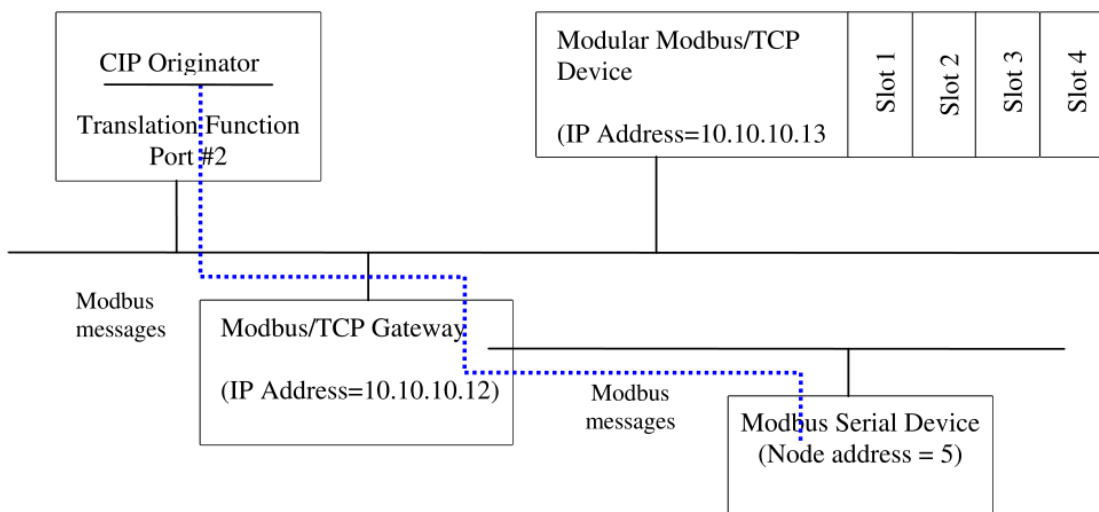 CIP Originator
Translation Function
Port #2
Modular Modbus/TCP
Device
(IP Address=10.10.10.13
Slot 1
Slot 2
Slot 3
Slot 4
Modbus
messages
Modbus/TCP Gateway
(IP Address=10.10.10.12)
Modbus
messages
Modbus Serial Device
(Node address = 5)